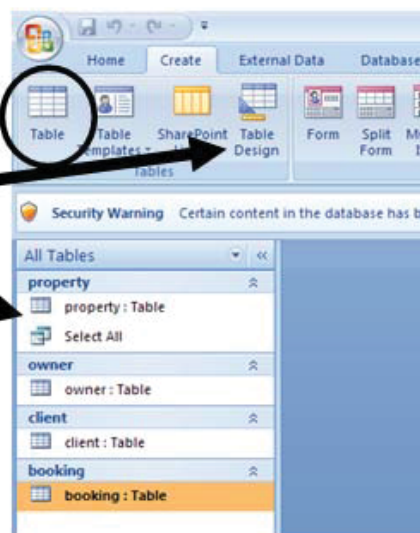 Home Create External Data Database
Table Table SharePoint Table Form Split
Templates Design Form
Tables
Security Warning Certain content in the database has b
All Tables
property
property : Table
Select All
owner
owner : Table
client
client : Table
booking
booking : Table